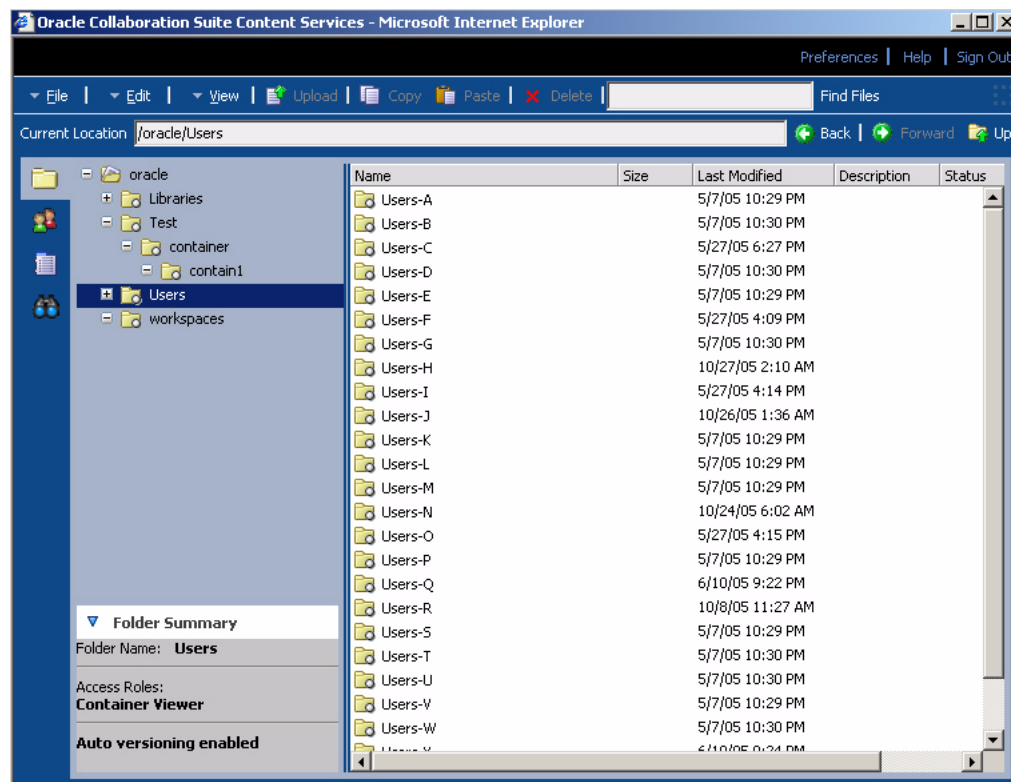 Oracle Collaboration Suite Content Services - Microsoft Internet Explorer
Preferences | Help | Sign Out
File | Edit | View | Upload | Copy Paste | Delete | Find Files
Current Location /oracle/Users Back | Forward Up
oracle
Libraries
Test
container
contain1
Users
workspaces
Folder Summary
Folder Name: Users
Access Roles:
Container Viewer
Auto versioning enabled
Name Size Last Modified Description Status
Users-A 5/7/05 10:29 PM
Users-B 5/7/05 10:30 PM
Users-C 5/27/05 6:27 PM
Users-D 5/7/05 10:30 PM
Users-E 5/7/05 10:29 PM
Users-F 5/27/05 4:09 PM
Users-G 5/7/05 10:30 PM
Users-H 10/27/05 2:10 AM
Users-I 5/27/05 4:14 PM
Users-J 10/26/05 1:36 AM
Users-K 5/7/05 10:29 PM
Users-L 5/7/05 10:29 PM
Users-M 5/7/05 10:29 PM
Users-N 10/24/05 6:02 AM
Users-O 5/27/05 4:15 PM
Users-P 5/7/05 10:29 PM
Users-Q 6/10/05 9:22 PM
Users-R 10/8/05 11:27 AM
Users-S 5/7/05 10:29 PM
Users-T 5/7/05 10:30 PM
Users-U 5/7/05 10:30 PM
Users-V 5/7/05 10:29 PM
Users-W 5/7/05 10:30 PM